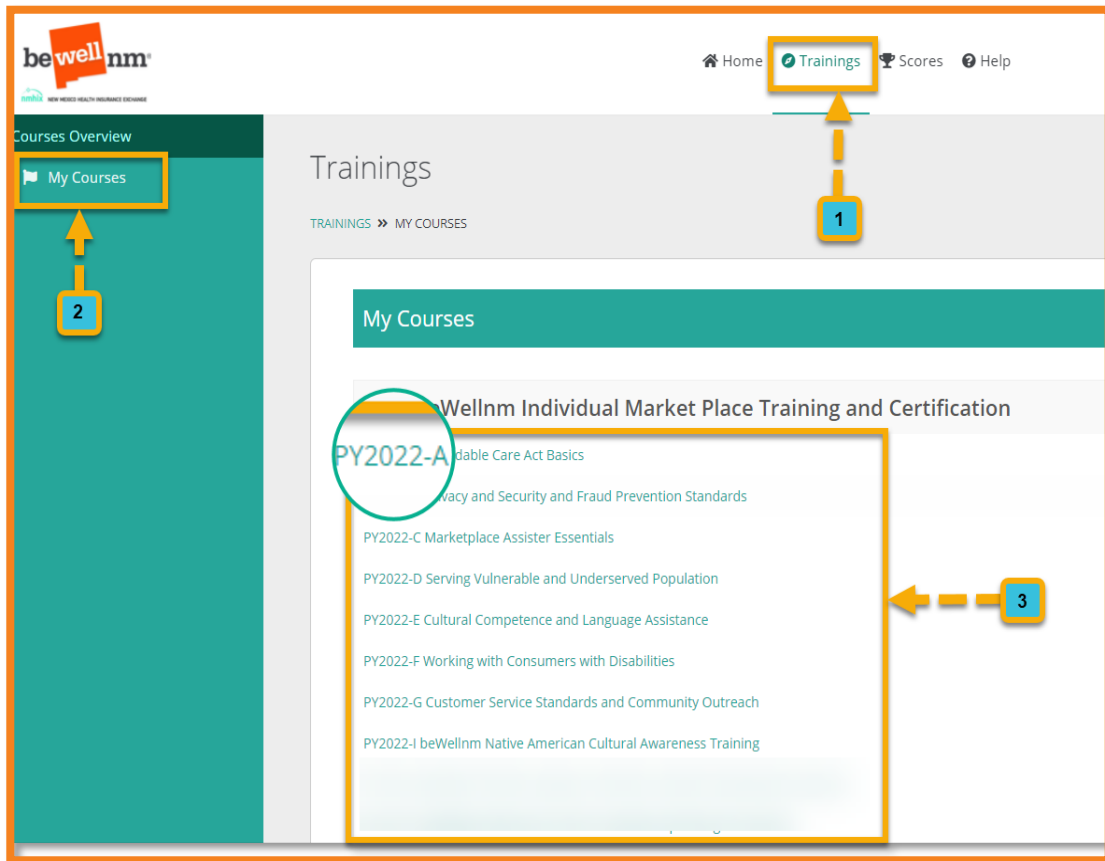 bewell nm
nmhix NEW MEXICO HEALTH INSURANCE EXCHANGE
Home Trainings Scores Help
Courses Overview
My Courses
Trainings
TRAININGS » MY COURSES
1
2
My Courses
Wellnm Individual Market Place Training and Certification
PY2022-A dable Care Act Basics
vacy and Security and Fraud Prevention Standards
PY2022-C Marketplace Assister Essentials
PY2022-D Serving Vulnerable and Underserved Population
3
PY2022-E Cultural Competence and Language Assistance
PY2022-F Working with Consumers with Disabilities
PY2022-G Customer Service Standards and Community Outreach
PY2022-I beWellnm Native American Cultural Awareness Training